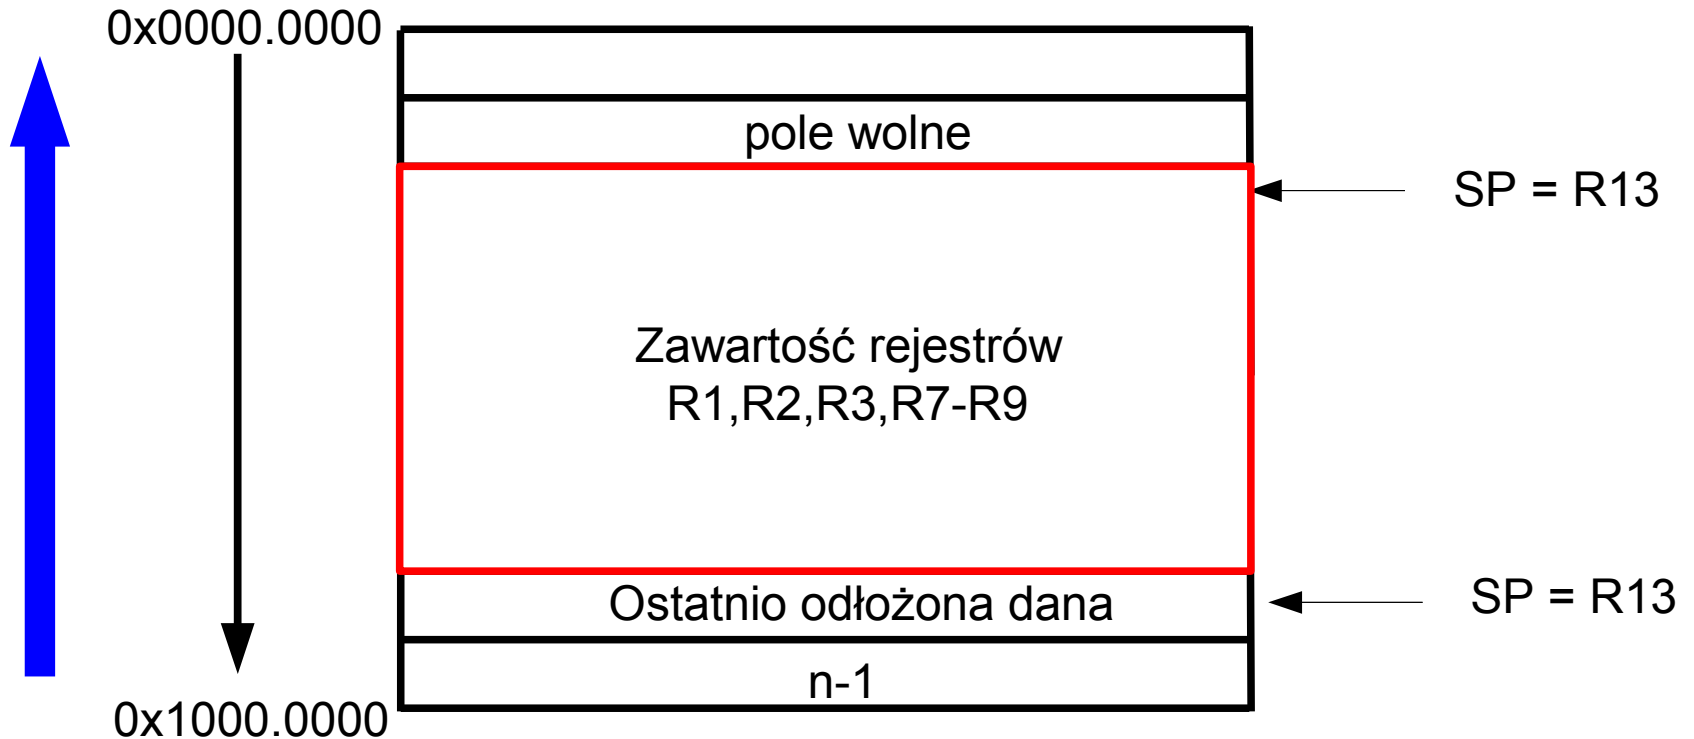 0x0000.0000
pole wolne
SP = R13
Zawartość rejestrów
R1,R2,R3,R7-R9
Ostatnio odłożona dana
SP = R13
n-1
0x1000.0000